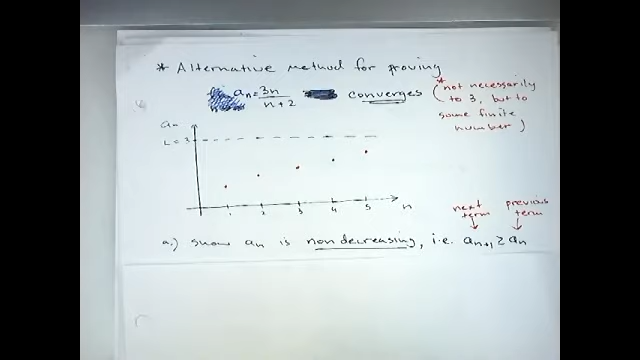 * Alternative method for proving
an = 3n/n+2 converges
(*not necessarily
to 3, but to
some finite
number)
an
L = 3
1 2 3 4 5 n
next term previous term
a.) show an is nondecreasing, i.e. an+1 ≥ an